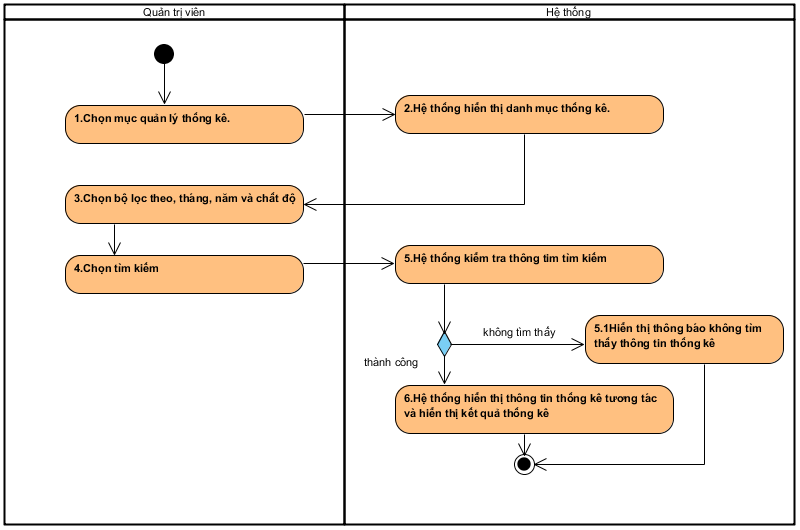 Quản trị viên
Hệ thống
1.Chọn mục quản lý thống kê.
2.Hệ thống hiển thị danh mục thống kê.
3.Chọn bộ lọc theo, tháng, năm và chất độ
4.Chọn tìm kiếm
5.Hệ thống kiểm tra thông tim tìm kiếm
không tìm thấy
5.1Hiển thị thông báo không tìm
thấy thông tin thống kê
thành công
6.Hệ thống hiển thị thông tin thống kê tương tác
và hiển thị kết quả thống kê